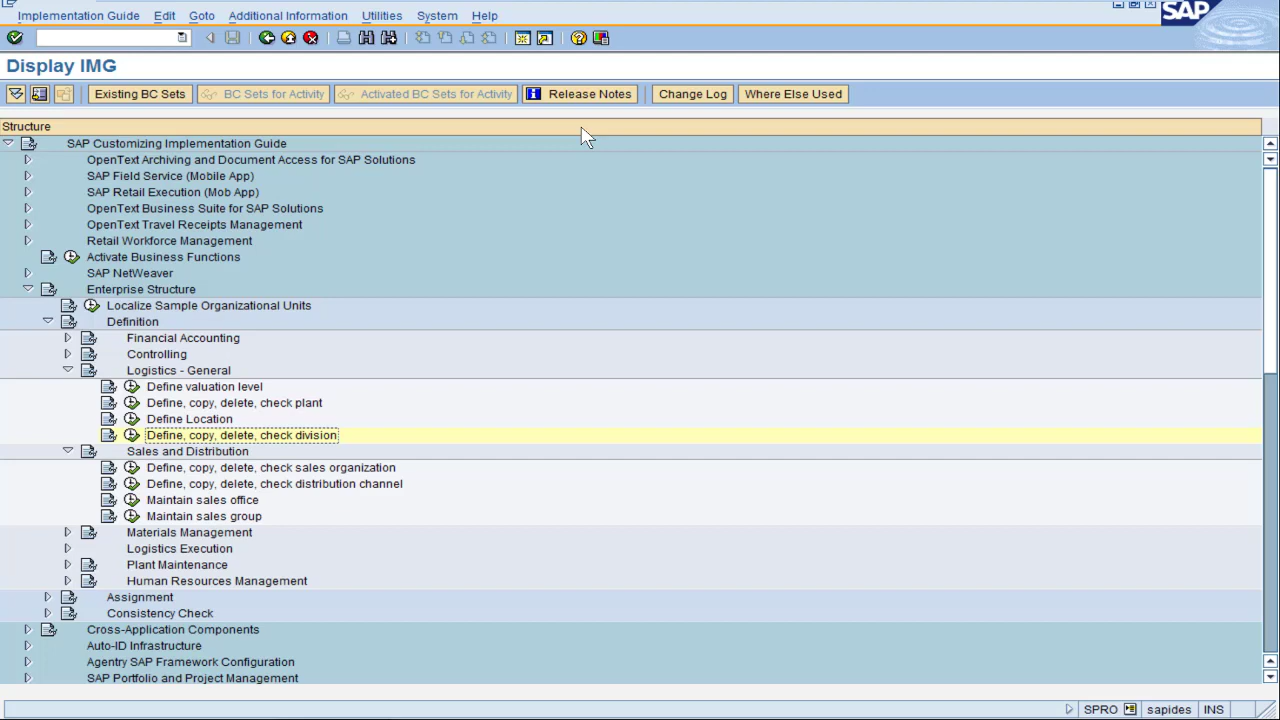 Implementation Guide Edit Goto Additional Information Utilities System Help
SAP
Display IMG
Existing BC Sets BC Sets for Activity Activated BC Sets for Activity Release Notes Change Log Where Else Used
Structure
SAP Customizing Implementation Guide
OpenText Archiving and Document Access for SAP Solutions
SAP Field Service (Mobile App)
SAP Retail Execution (Mob App)
OpenText Business Suite for SAP Solutions
OpenText Travel Receipts Management
Retail Workforce Management
Activate Business Functions
SAP NetWeaver
Enterprise Structure
Localize Sample Organizational Units
Definition
Financial Accounting
Controlling
Logistics - General
Define valuation level
Define, copy, delete, check plant
Define Location
Define, copy, delete, check division
Sales and Distribution
Define, copy, delete, check sales organization
Define, copy, delete, check distribution channel
Maintain sales office
Maintain sales group
Materials Management
Logistics Execution
Plant Maintenance
Human Resources Management
Assignment
Consistency Check
Cross-Application Components
Auto-ID Infrastructure
Agentry SAP Framework Configuration
SAP Portfolio and Project Management
SPRO sapides INS